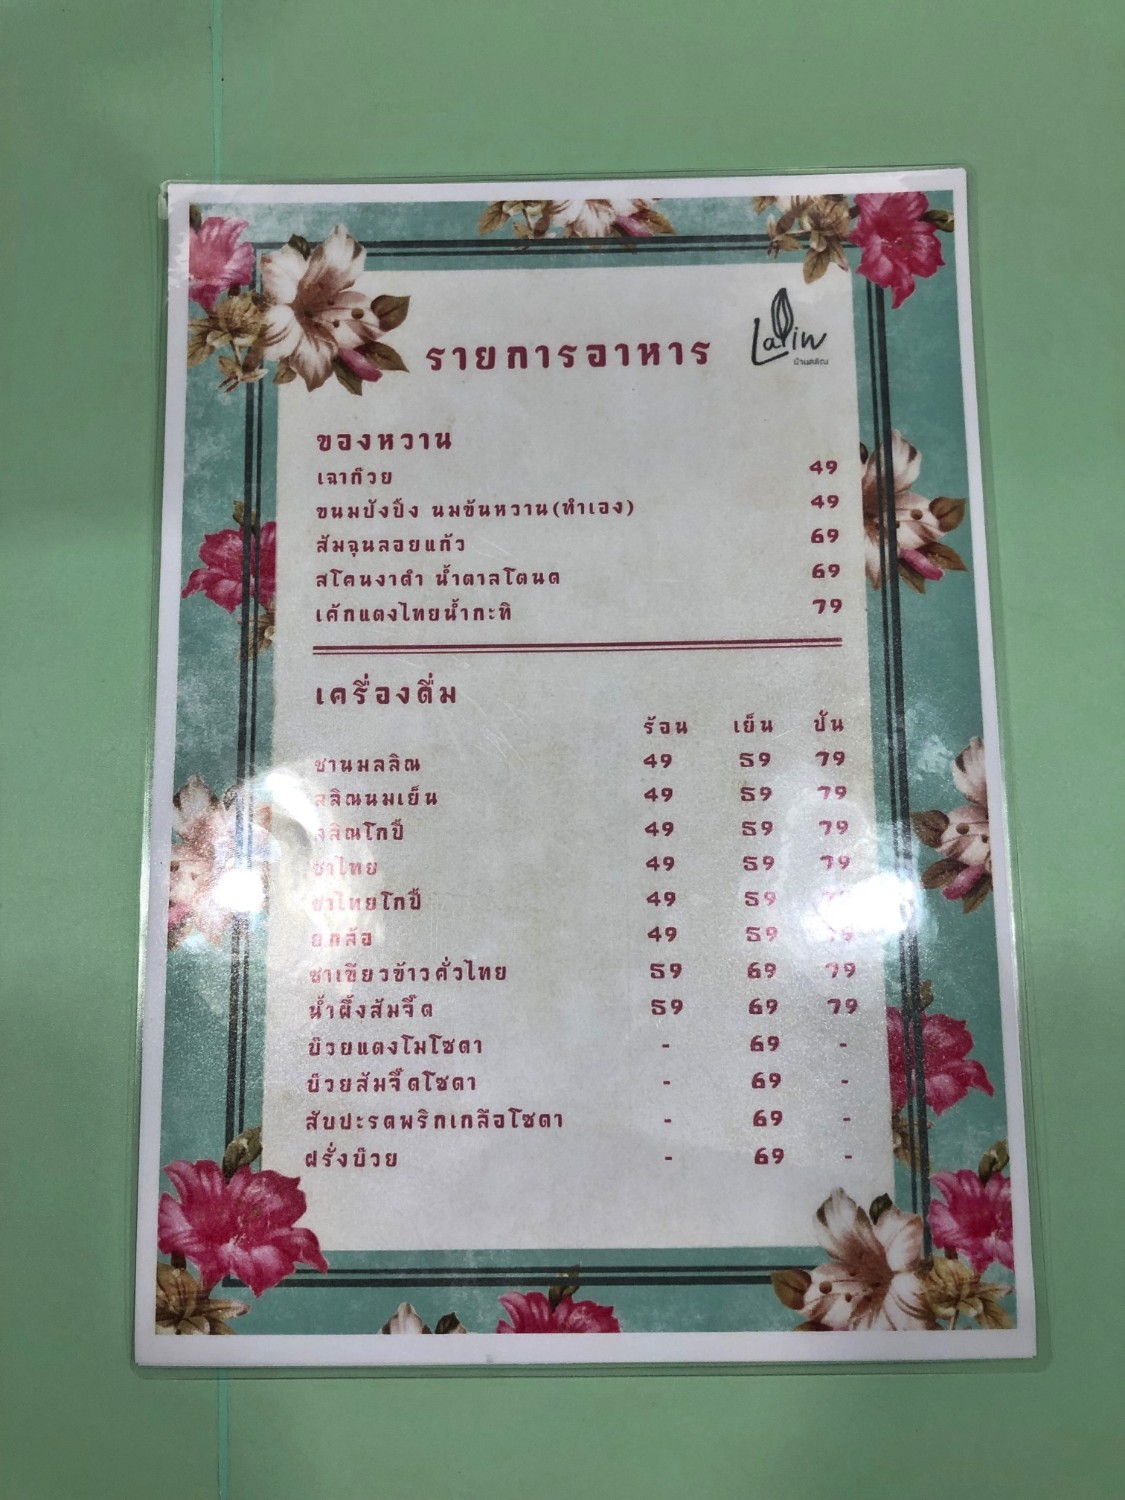 Lalin
บ้านลลิณ
รายการอาหาร
ของหวาน
เฉาก๊วย 49
ขนมปังปิ้ง นมข้นหวาน(ทำเอง) 49
ส้มฉุนลอยแก้ว 69
สโคนงาดำ น้ำตาลโตนด 69
เค้กแตงไทยน้ำกะทิ 79
เครื่องดื่ม
ร้อน เย็น ปั่น
ชานมลลิณ 49 59 79
ลลิณนมเย็น 49 59 79
ลลิณโกปี๊ 49 59 79
ชาไทย 49 59 79
ชาไทยโกปี๊ 49 59
ยกล้อ 49 59 79
ชาเขียวข้าวคั่วไทย 59 69 79
น้ำผึ้งส้มจี๊ด 59 69 79
บ๊วยแตงโมโซดา - 69 -
บ๊วยส้มจี๊ดโซดา - 69 -
สับปะรดพริกเกลือโซดา - 69 -
ฝรั่งบ๊วย - 69 -